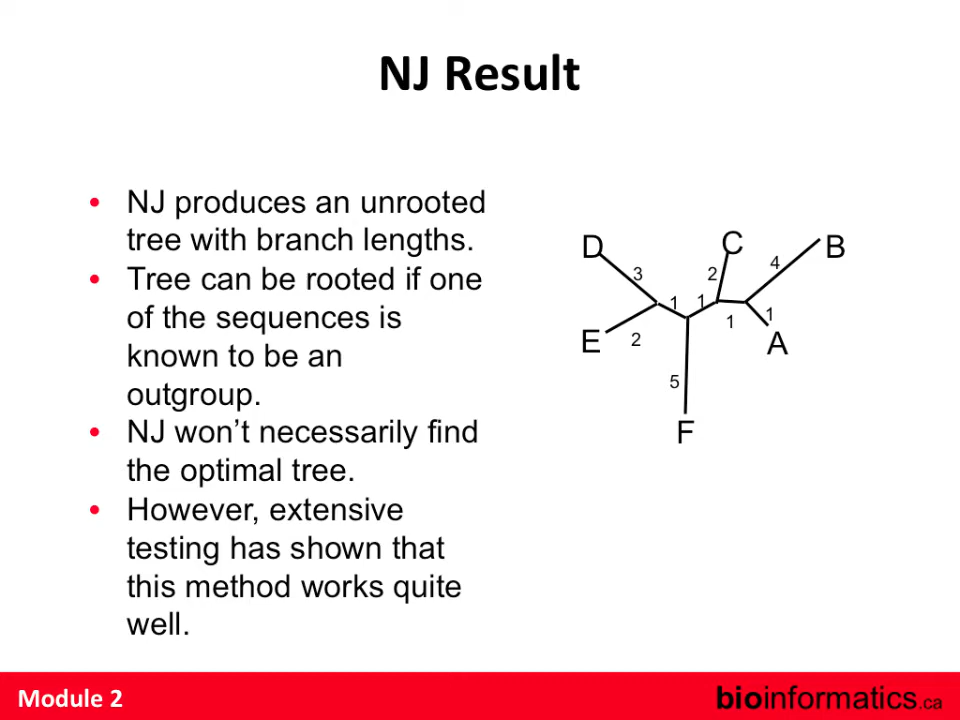 NJ Result
• NJ produces an unrooted
tree with branch lengths.
• Tree can be rooted if one
of the sequences is
known to be an
outgroup.
• NJ won’t necessarily find
the optimal tree.
• However, extensive
testing has shown that
this method works quite
well.
D C B
3 2 4
1 1 1 1
E 2 A
5
F
Module 2
bioinformatics.ca